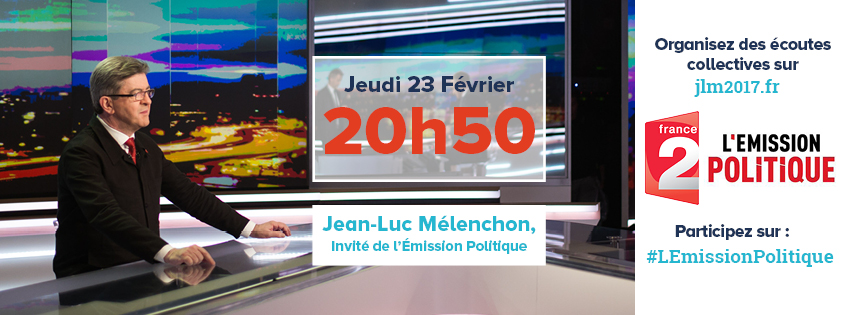 Jeudi 23 Février
20h50
Jean-Luc Mélenchon,
Invité de l'Émission Politique
Organisez des écoutes
collectives sur
jlm2017.fr
france
2
L'EMISSION
POLiTiQUE
Participez sur :
#LEmissionPolitique